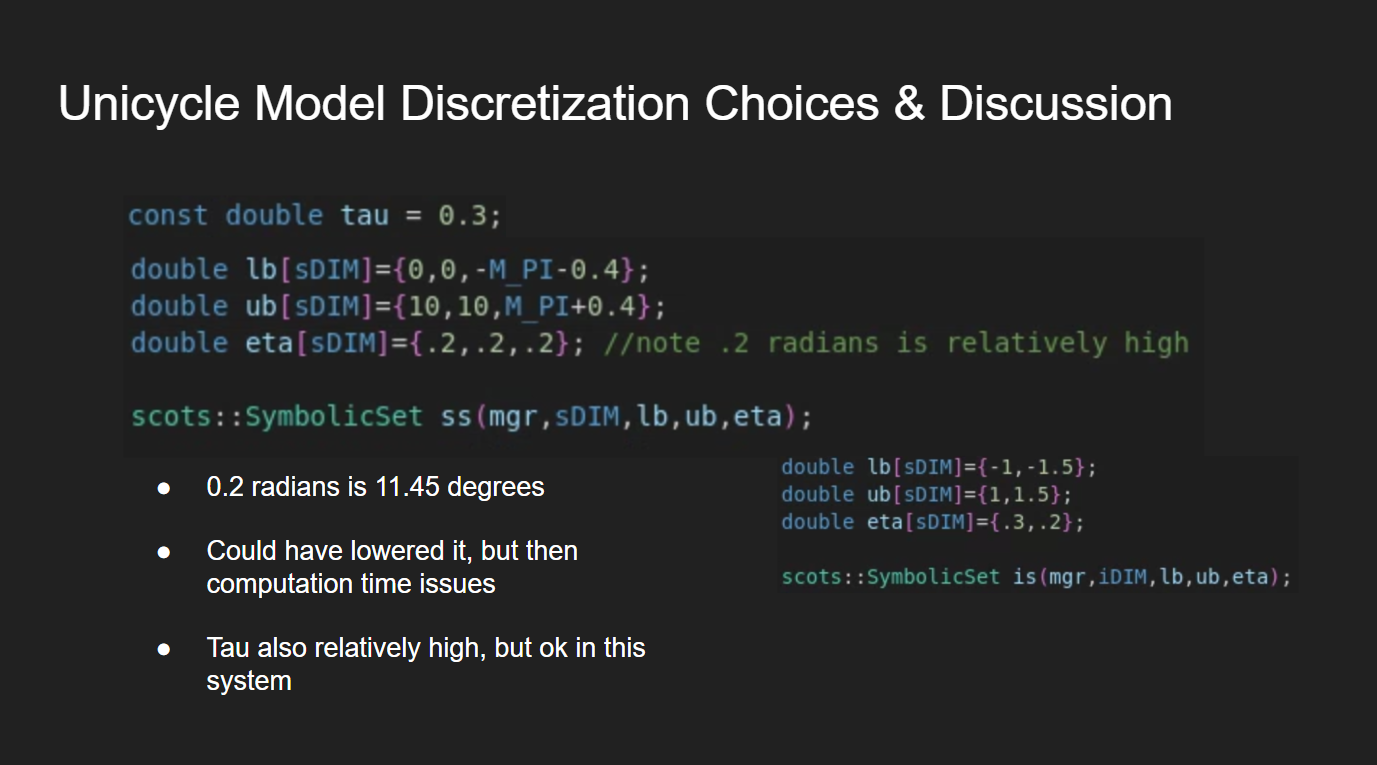 Unicycle Model Discretization Choices & Discussion
const double tau = 0.3;
double lb[sDIM]={0,0,-M_PI-0.4};
double ub[sDIM]={10,10,M_PI+0.4};
double eta[sDIM]={.2,.2,.2}; //note .2 radians is relatively high
scots::SymbolicSet ss(mgr,sDIM,lb,ub,eta);
● 0.2 radians is 11.45 degrees
● Could have lowered it, but then
computation time issues
● Tau also relatively high, but ok in this
system
double lb[sDIM]={-1,-1.5};
double ub[sDIM]={1,1.5};
double eta[sDIM]={.3,.2};
scots::SymbolicSet is(mgr,iDIM,lb,ub,eta);